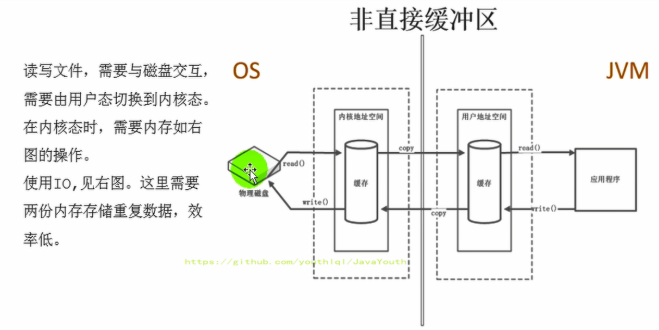 非直接缓冲区
读写文件，需要与磁盘交互，
需要由用户态切换到内核态。
在内核态时，需要内存如右
图的操作。
使用IO,见右图。这里需要
两份内存存储重复数据，效
率低。
OS
JVM
内核地址空间
用户地址空间
read()
copy
read()
物理磁盘
缓存
缓存
应用程序
write()
copy
write()
https://github.com/youthlql/JavaYouth